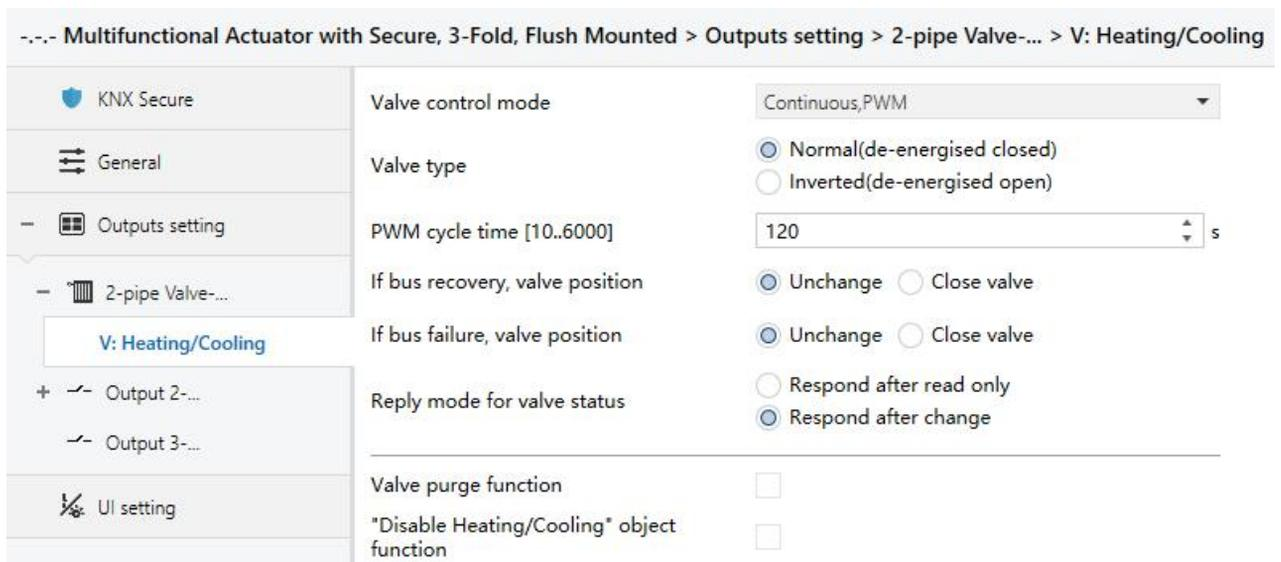 -.-.- Multifunctional Actuator with Secure, 3-Fold, Flush Mounted > Outputs setting > 2-pipe Valve-... > V: Heating/Cooling
KNX Secure
General
Outputs setting
2-pipe Valve-...
V: Heating/Cooling
Output 2-...
Output 3-...
UI setting
Valve control mode Continuous,PWM
Valve type
Normal(de-energised closed)
Inverted(de-energised open)
PWM cycle time [10..6000] 120 s
If bus recovery, valve position Unchange Close valve
If bus failure, valve position Unchange Close valve
Reply mode for valve status
Respond after read only
Respond after change
Valve purge function
"Disable Heating/Cooling" object
function